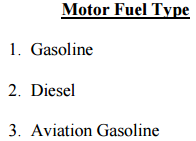 Motor Fuel Type
1. Gasoline
2. Diesel
3. Aviation Gasoline